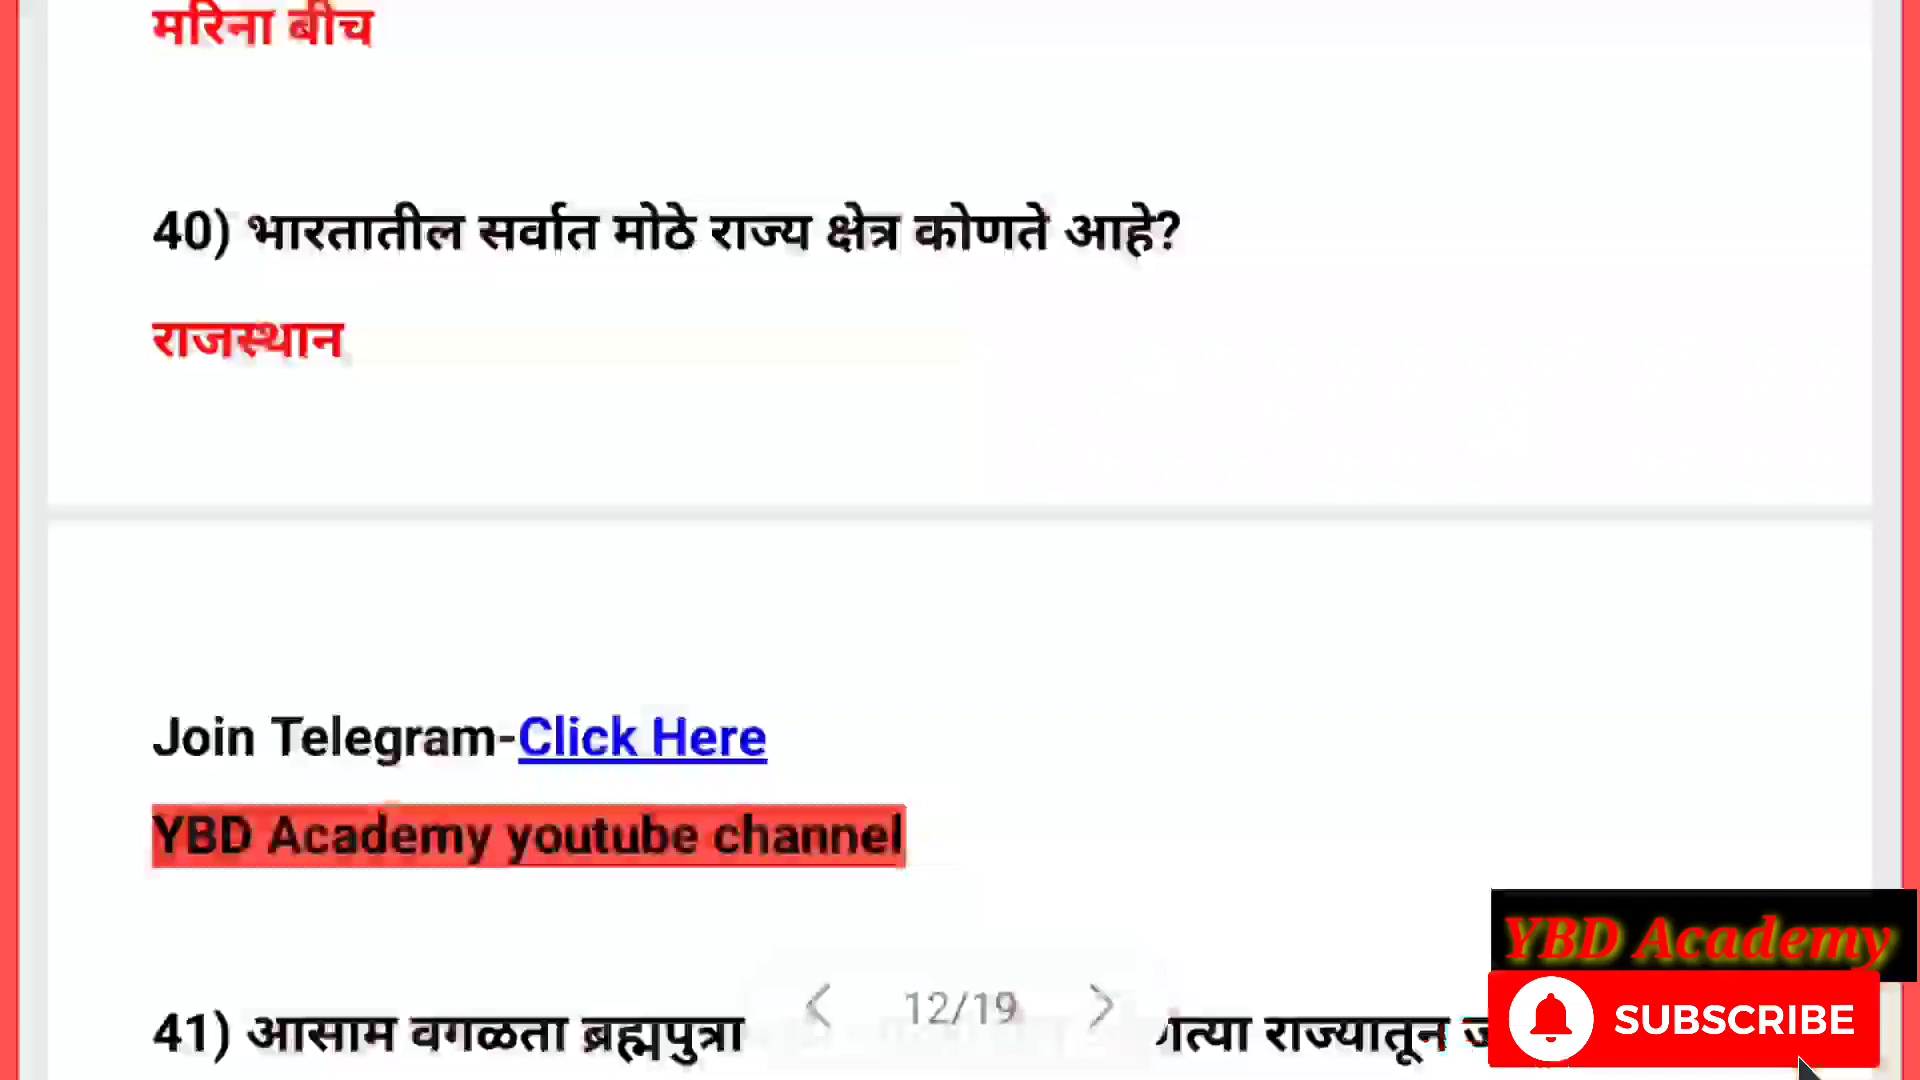 मरिना बीच
40) भारतातील सर्वात मोठे राज्य क्षेत्र कोणते आहे?
राजस्थान
Join Telegram-Click Here
YBD Academy youtube channel
YBD Academy
41) आसाम वगळता ब्रह्मपुत्रा राज्यातून
12/19
SUBSCRIBE